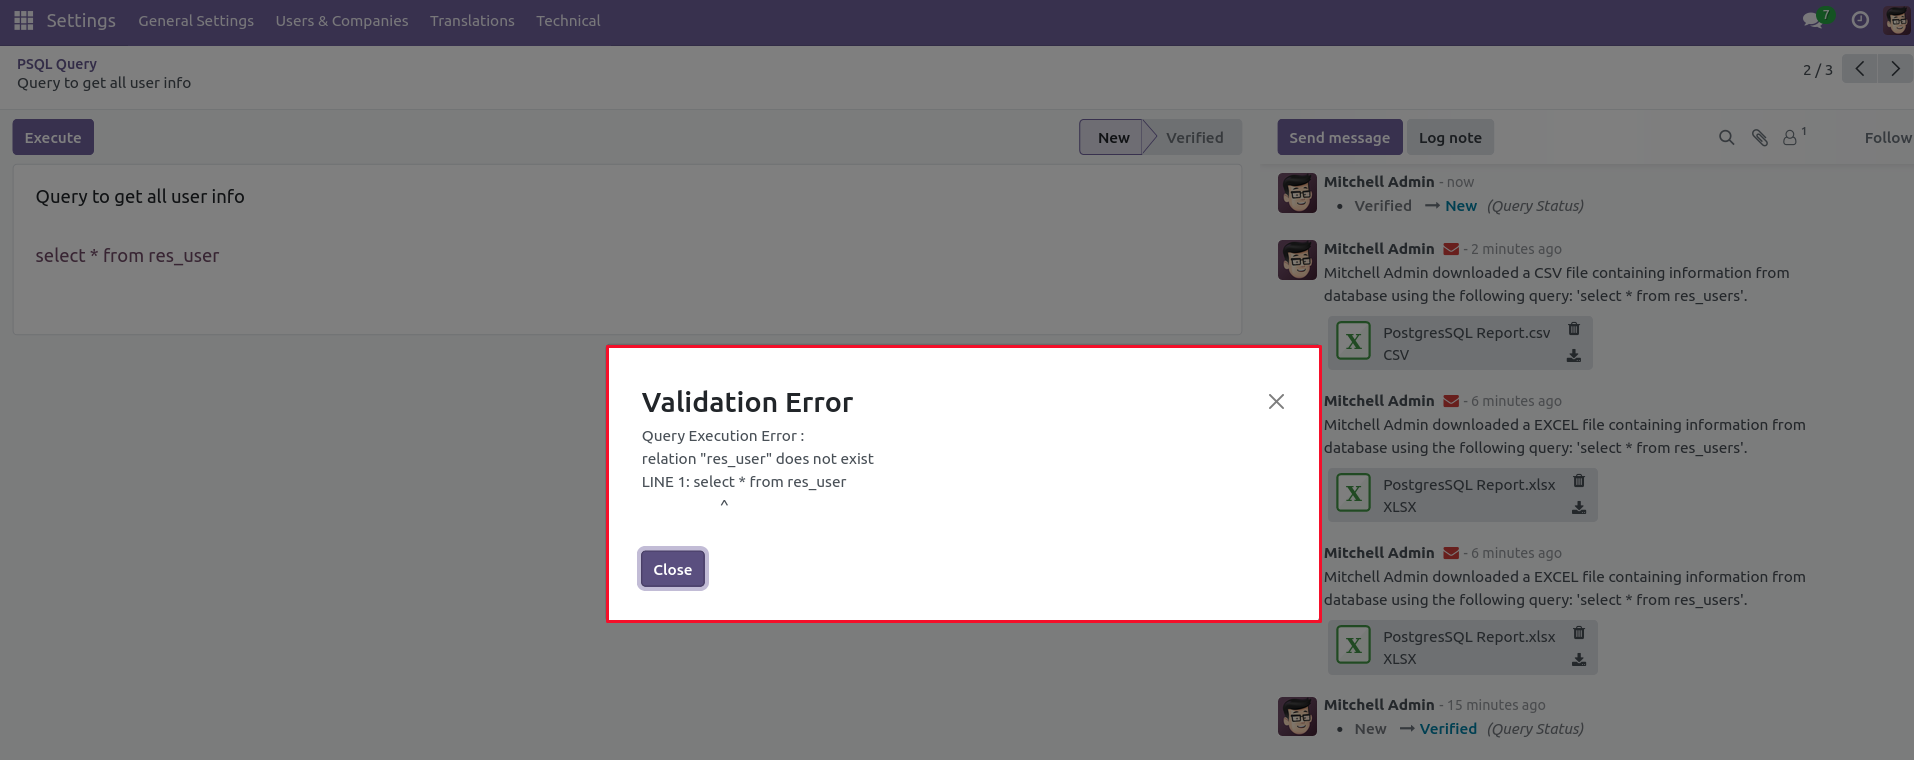 Settings General Settings Users & Companies Translations Technical 7
PSQL Query
Query to get all user info
2 / 3
Execute
New Verified
Send message Log note 1 Follow
Query to get all user info
select * from res_user
Validation Error
Query Execution Error :
relation "res_user" does not exist
LINE 1: select * from res_user
^
Close
Mitchell Admin - now
• Verified → New (Query Status)
Mitchell Admin - 2 minutes ago
Mitchell Admin downloaded a CSV file containing information from
database using the following query: 'select * from res_users'.
X PostgresSQL Report.csv
CSV
Mitchell Admin - 6 minutes ago
Mitchell Admin downloaded a EXCEL file containing information from
database using the following query: 'select * from res_users'.
X PostgresSQL Report.xlsx
XLSX
Mitchell Admin - 6 minutes ago
Mitchell Admin downloaded a EXCEL file containing information from
database using the following query: 'select * from res_users'.
X PostgresSQL Report.xlsx
XLSX
Mitchell Admin - 15 minutes ago
• New → Verified (Query Status)